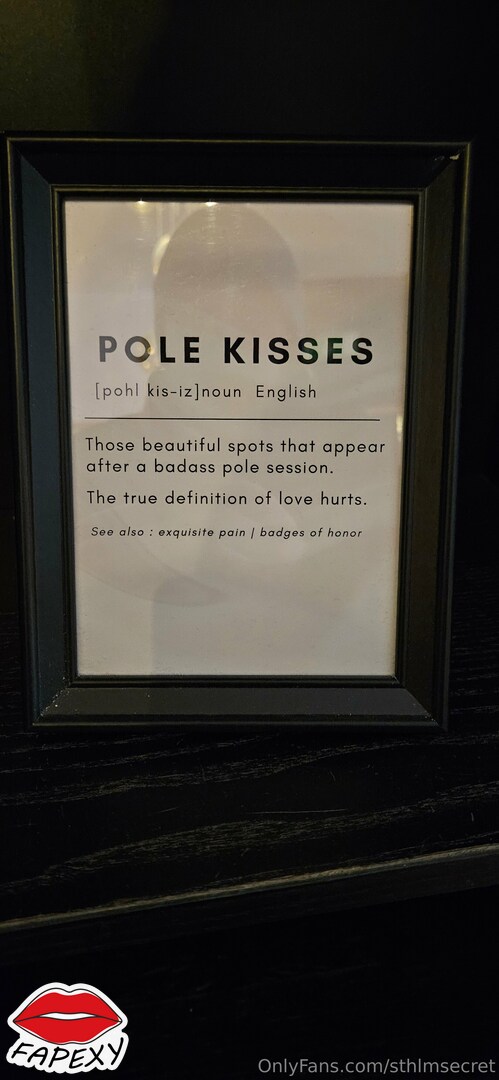 POLE KISSES
[pohl kis-iz]noun English
Those beautiful spots that appear
after a badass pole session.
The true definition of love hurts.
See also : exquisite pain | badges of honor
FAPEXY
OnlyFans.com/sthlmsecret